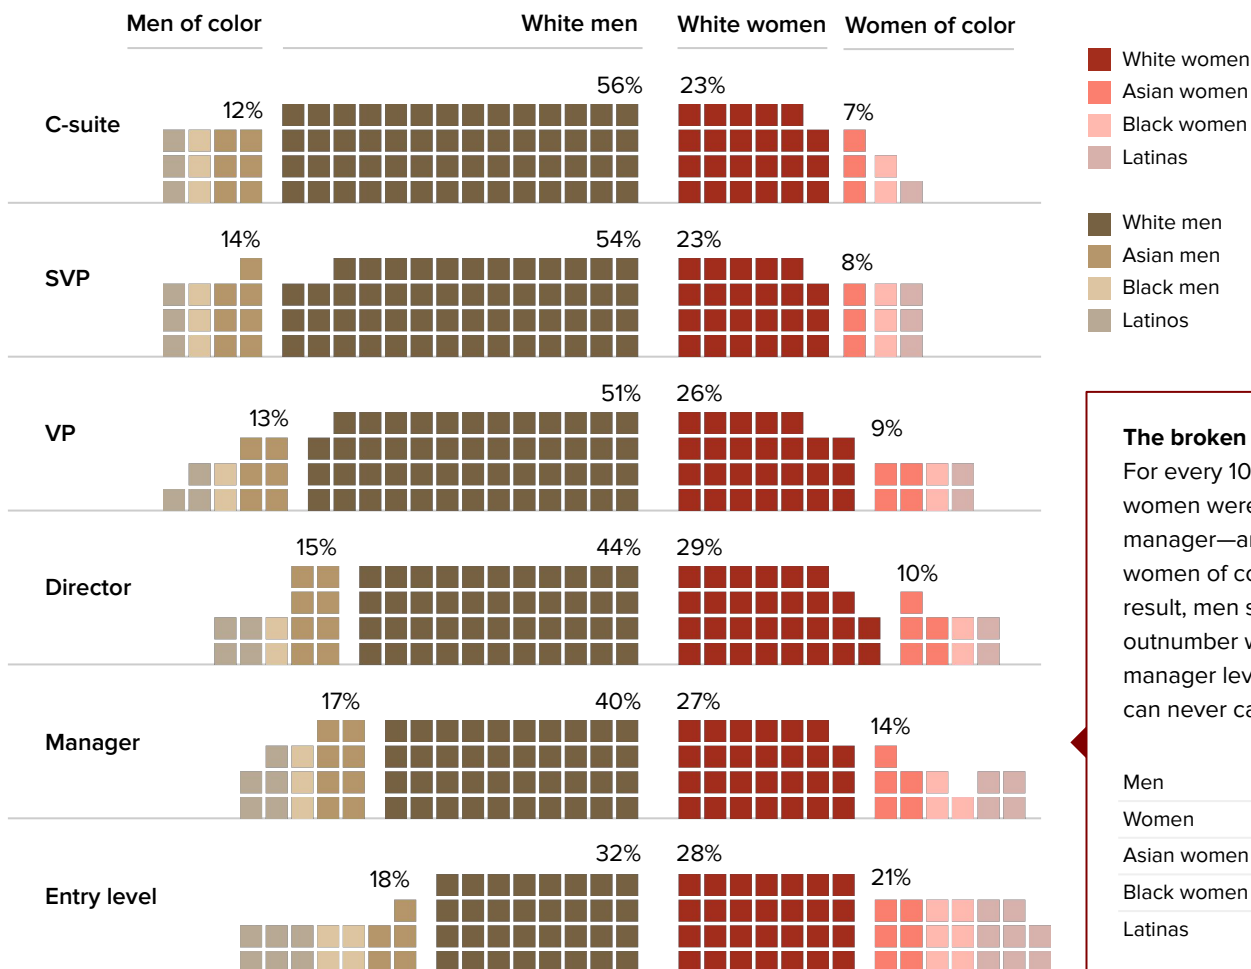 Men of color
White men
White women
Women of color
C-suite
12%
56%
23%
7%
SVP
14%
54%
23%
8%
VP
13%
51%
26%
9%
Director
15%
44%
29%
10%
Manager
17%
40%
27%
14%
Entry level
18%
32%
28%
21%
White women
Asian women
Black women
Latinas
White men
Asian men
Black men
Latinos
The broken
For every 10
women were
manager—a
women of co
result, men s
outnumber w
manager lev
can never ca
Men
Women
Asian women
Black women
Latinas